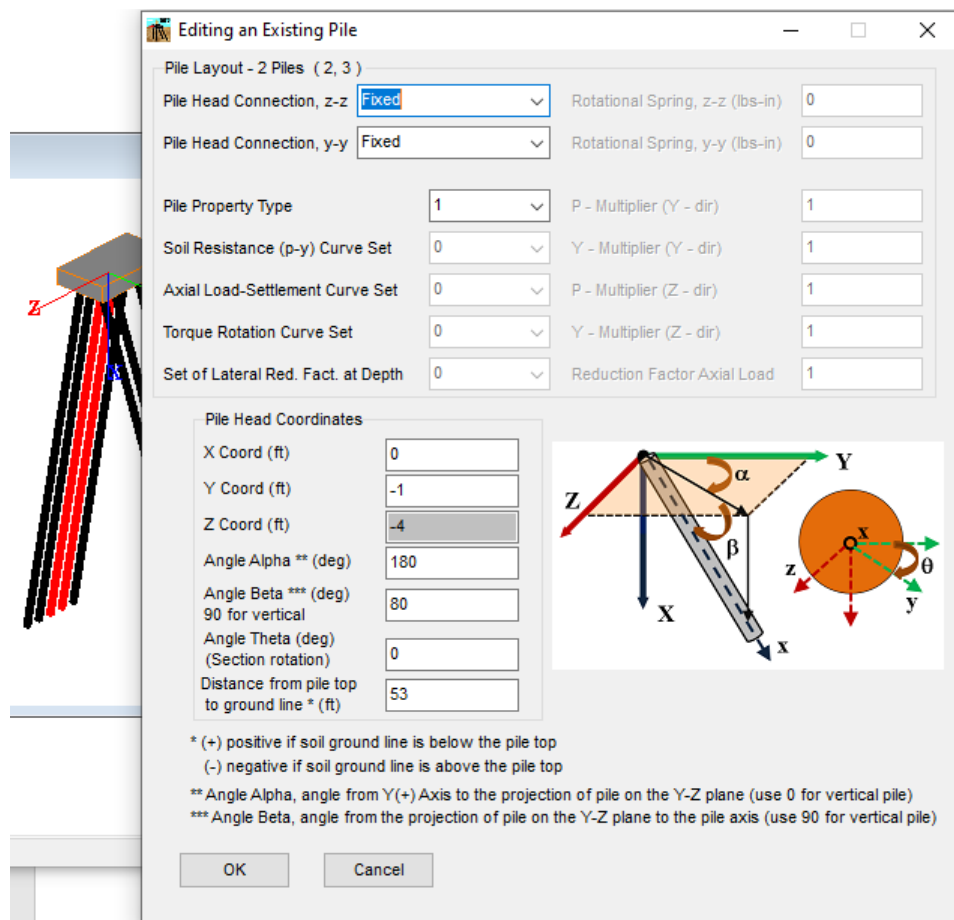 Editing an Existing Pile
Pile Layout - 2 Piles ( 2, 3 )
Pile Head Connection, z-z Fixed Rotational Spring, z-z (lbs-in) 0
Pile Head Connection, y-y Fixed Rotational Spring, y-y (lbs-in) 0
Pile Property Type 1 P - Multiplier (Y - dir) 1
Soil Resistance (p-y) Curve Set 0 Y - Multiplier (Y - dir) 1
Axial Load-Settlement Curve Set 0 P - Multiplier (Z - dir) 1
Torque Rotation Curve Set 0 Y - Multiplier (Z - dir) 1
Set of Lateral Red. Fact. at Depth 0 Reduction Factor Axial Load 1
Z
X
Pile Head Coordinates
X Coord (ft) 0
Y Coord (ft) -1
Z Coord (ft) -4
Angle Alpha ** (deg) 180
Angle Beta *** (deg)
90 for vertical 80
Angle Theta (deg)
(Section rotation) 0
Distance from pile top
to ground line * (ft) 53
Y
α
Z
β
X
x
x
θ
z
y
* (+) positive if soil ground line is below the pile top
(-) negative if soil ground line is above the pile top
** Angle Alpha, angle from Y(+) Axis to the projection of pile on the Y-Z plane (use 0 for vertical pile)
*** Angle Beta, angle from the projection of pile on the Y-Z plane to the pile axis (use 90 for vertical pile)
OK Cancel